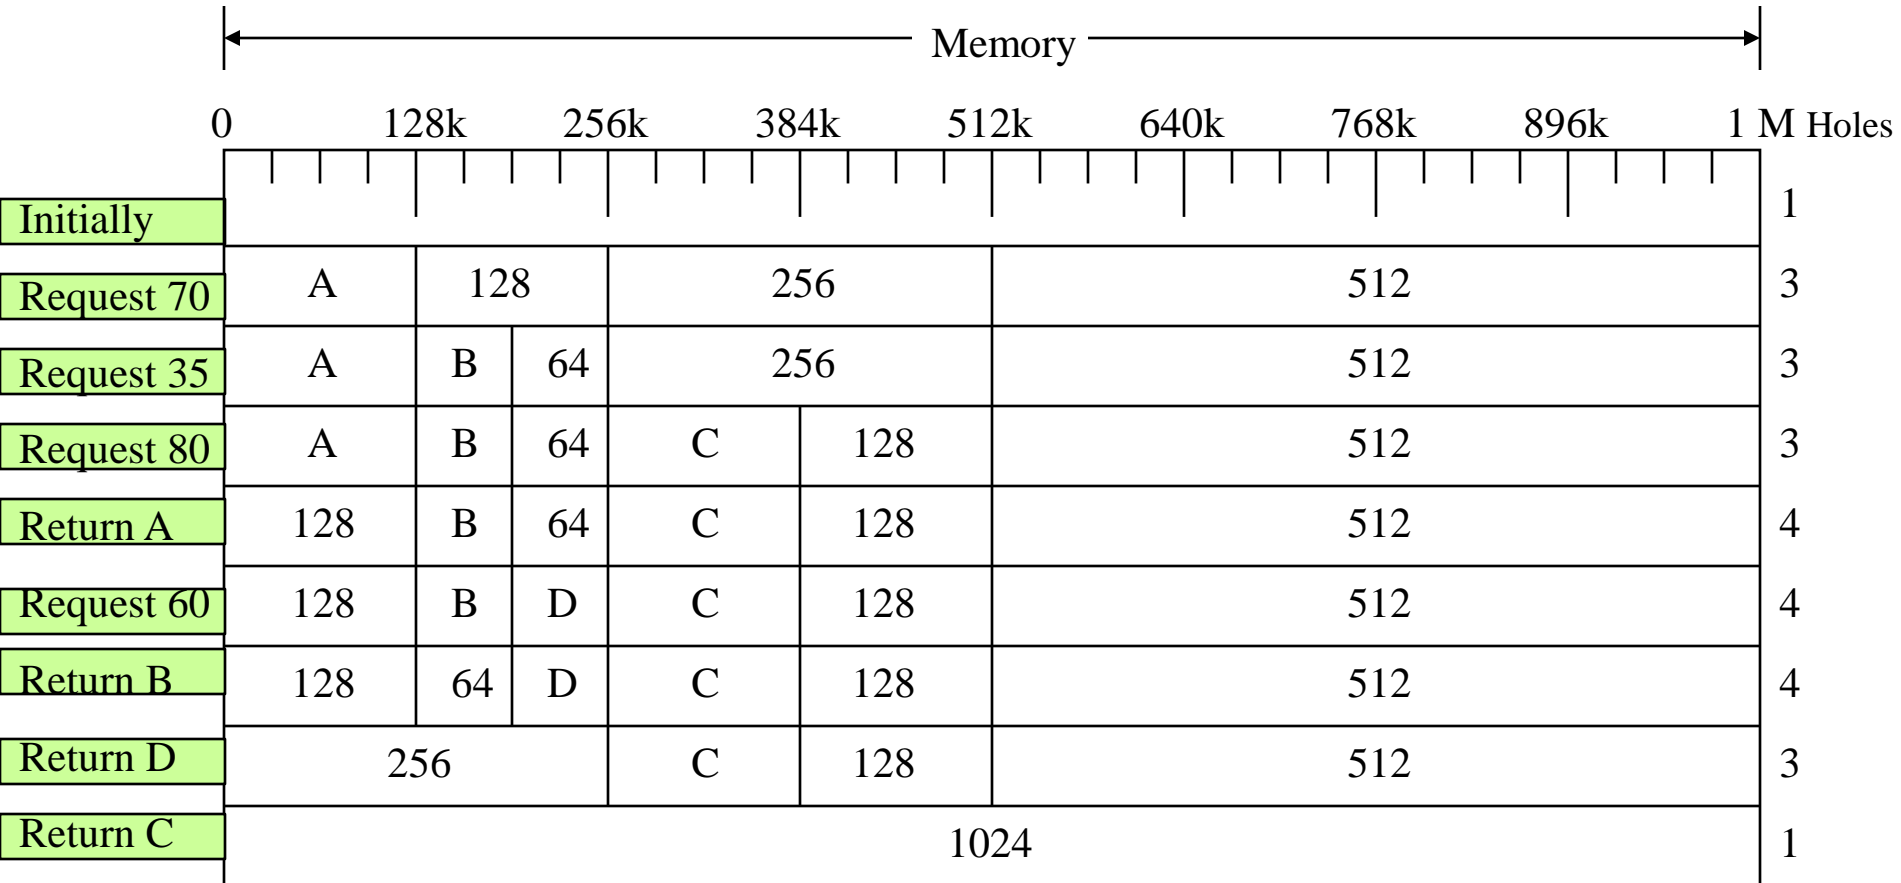 Memory
0 128k 256k 384k 512k 640k 768k 896k 1 M Holes
Initially 1
Request 70 A 128 256 512 3
Request 35 A B 64 256 512 3
Request 80 A B 64 C 128 512 3
Return A 128 B 64 C 128 512 4
Request 60 128 B D C 128 512 4
Return B 128 64 D C 128 512 4
Return D 256 C 128 512 3
Return C 1024 1